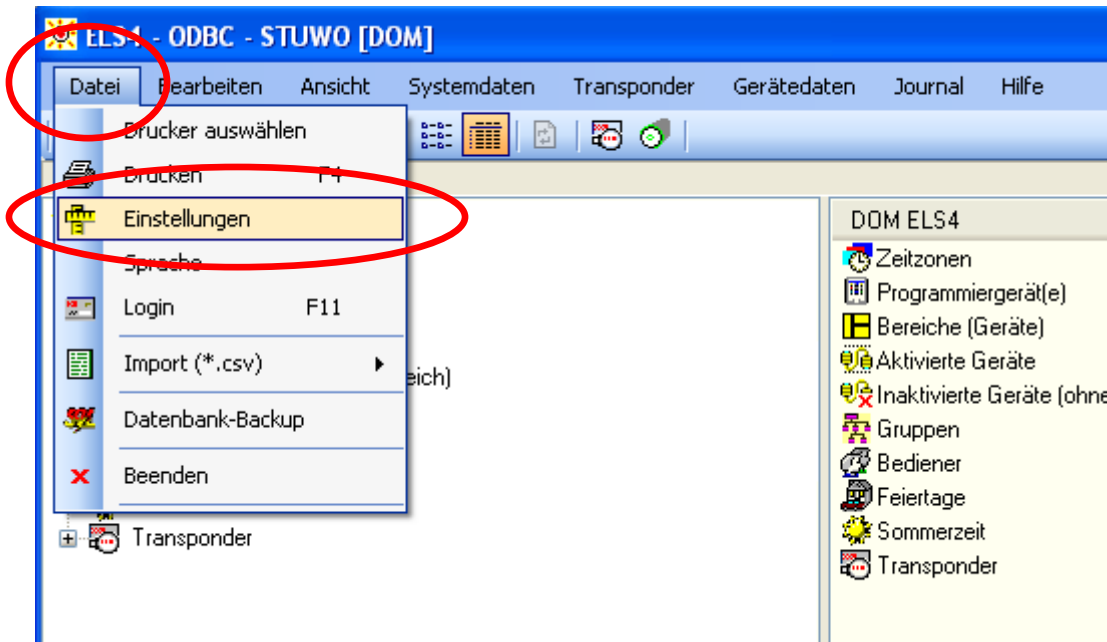 ELS4 - ODBC - STUWO [DOM]
Datei Bearbeiten Ansicht Systemdaten Transponder Gerätedaten Journal Hilfe
Drucker auswählen
Drucken F4
Einstellungen
Sprache
Login F11
Import (*.csv)
eich)
Datenbank-Backup
Beenden
Transponder
DOM ELS4
Zeitzonen
Programmiergerät(e)
Bereiche (Geräte)
Aktivierte Geräte
Inaktivierte Geräte (ohne
Gruppen
Bediener
Feiertage
Sommerzeit
Transponder